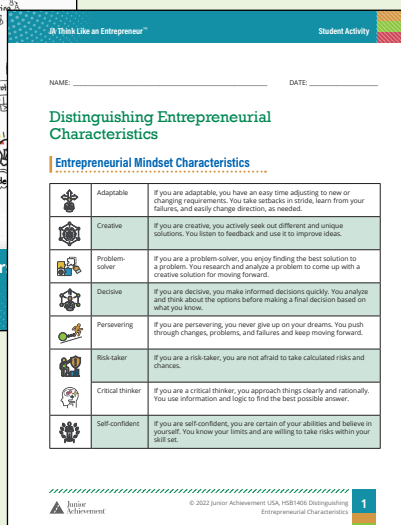 JA Think Like an Entrepreneur™
Student Activity
NAME:
DATE:
Distinguishing Entrepreneurial
Characteristics
Entrepreneurial Mindset Characteristics
Adaptable
If you are adaptable, you have an easy time adjusting to new or
changing requirements. You take setbacks in stride, learn from your
failures, and easily change direction, as needed.
Creative
If you are creative, you actively seek out different and unique
solutions. You listen to feedback and use it to improve ideas.
Problem-
solver
If you are a problem-solver, you enjoy finding the best solution to
a problem. You research and analyze a problem to come up with a
creative solution for moving forward.
Decisive
If you are decisive, you make informed decisions quickly. You analyze
and think about the options before making a final decision based on
what you know.
Persevering
If you are persevering, you never give up on your dreams. You push
through changes, problems, and failures and keep moving forward.
Risk-taker
If you are a risk-taker, you are not afraid to take calculated risks and
chances.
Critical thinker
If you are a critical thinker, you approach things clearly and rationally.
You use information and logic to find the best possible answer.
Self-confident
If you are self-confident, you are certain of your abilities and believe in
yourself. You know your limits and are willing to take risks within your
skill set.
Junior
Achievement®
© 2022 Junior Achievement USA, HSB1406 Distinguishing
Entrepreneurial Characteristics
1